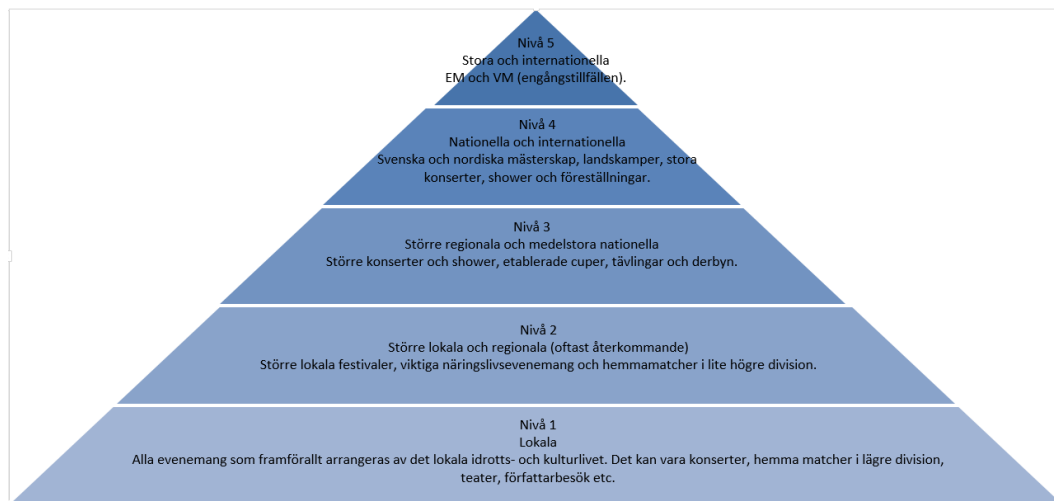 Nivå 5
Stora och internationella
EM och VM (engångstillfällen).
Nivå 4
Nationella och internationella
Svenska och nordiska mästerskap, landskamper, stora
konserter, shower och föreställningar.
Nivå 3
Större regionala och medelstora nationella
Större konserter och shower, etablerade cuper, tävlingar och derbyn.
Nivå 2
Större lokala och regionala (oftast återkommande)
Större lokala festivaler, viktiga näringslivsevenemang och hemmamatcher i lite högre division.
Nivå 1
Lokala
Alla evenemang som framförallt arrangeras av det lokala idrotts- och kulturlivet. Det kan vara konserter, hemma matcher i lägre division,
teater, författarbesök etc.